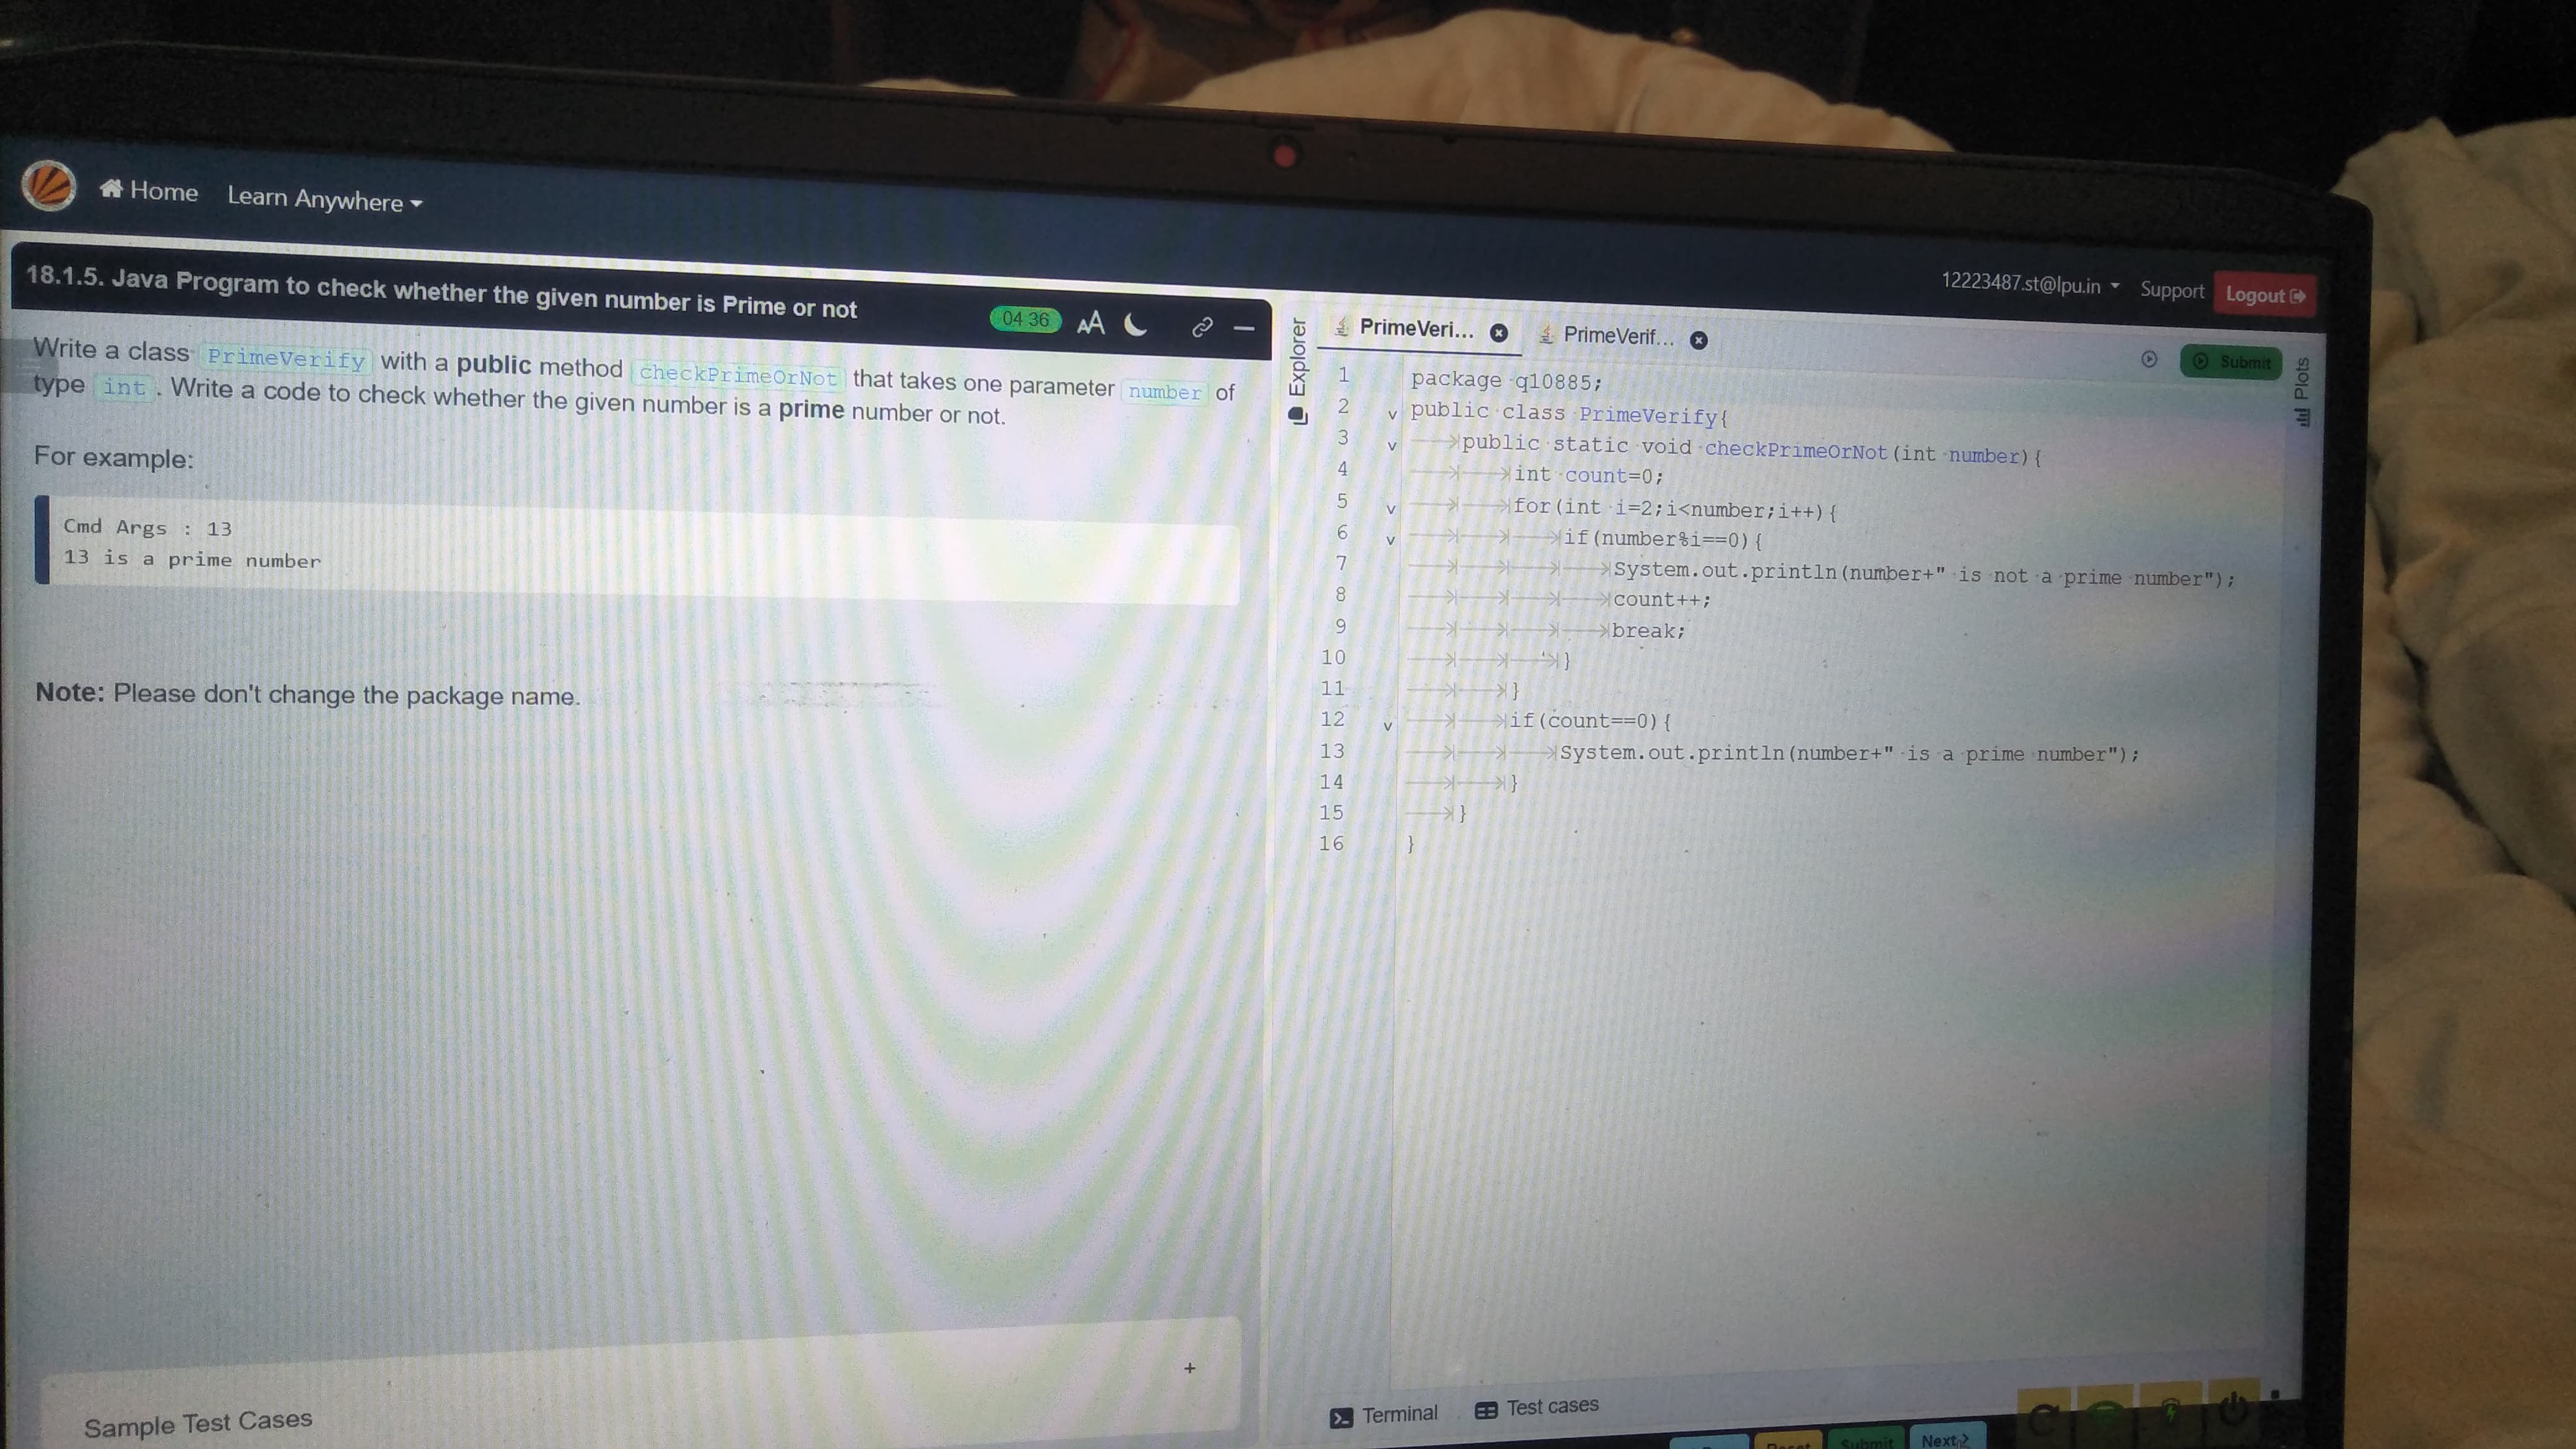 Home Learn Anywhere
12223487.st@lpu.in Support Logout
18.1.5. Java Program to check whether the given number is Prime or not
04:36 AA
Write a class PrimeVerify with a public method checkPrimeOrNot that takes one parameter number of
type int . Write a code to check whether the given number is a prime number or not.
For example:
Cmd Args : 13
13 is a prime number
Note: Please don't change the package name.
Sample Test Cases
+
Explorer
PrimeVeri... PrimeVerif...
Submit
Plots
1 package q10885;
2 public class PrimeVerify{
3 public static void checkPrimeOrNot(int number){
4 int count=0;
5 for(int i=2;i<number;i++){
6 if(number%i==0){
7 System.out.println(number+" is not a prime number");
8 count++;
9 break;
10 }
11 }
12 if(count==0){
13 System.out.println(number+" is a prime number");
14 }
15 }
16 }
Terminal Test cases
Submit Next